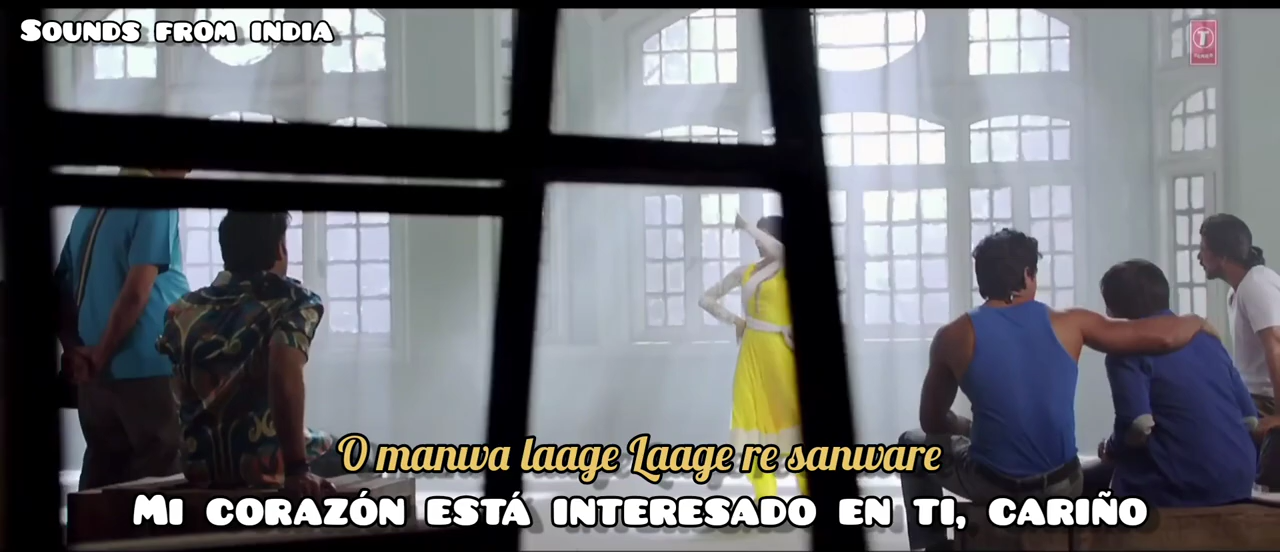 SOUNDS FROM INDIA
T
O manwa laage Laage re sanware
MI CORAZÓN ESTÁ INTERESADO EN TI, CARIÑO